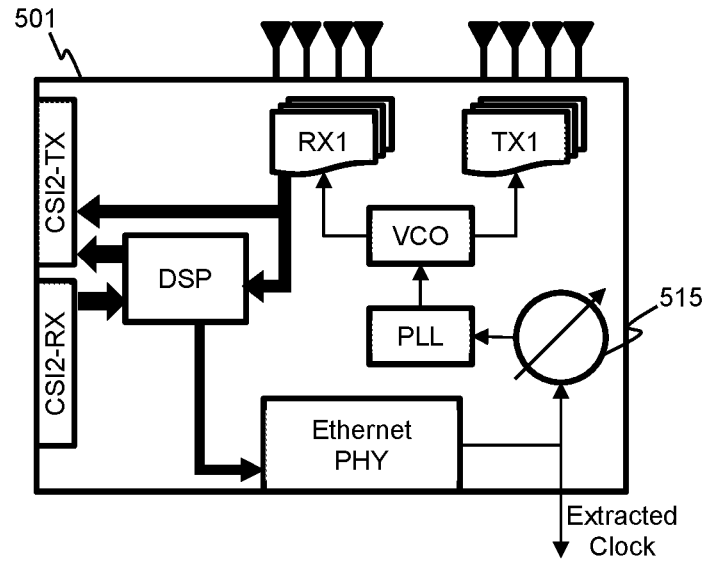 501
CSI2-TX
RX1
TX1
VCO
DSP
515
CSI2-RX
PLL
Ethernet
PHY
Extracted
Clock